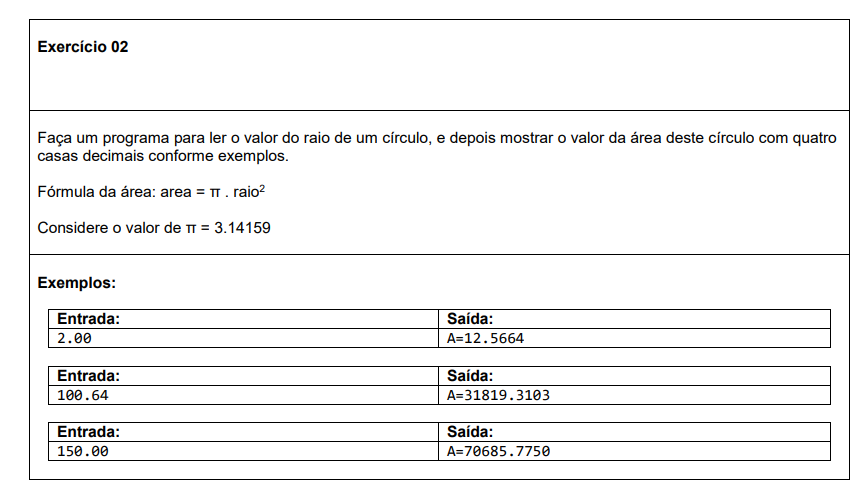 Exercício 02
Faça um programa para ler o valor do raio de um círculo, e depois mostrar o valor da área deste círculo com quatro
casas decimais conforme exemplos.
Fórmula da área: area = π . raio²
Considere o valor de π = 3.14159
Exemplos:
Entrada: Saída:
2.00 A=12.5664
Entrada: Saída:
100.64 A=31819.3103
Entrada: Saída:
150.00 A=70685.7750